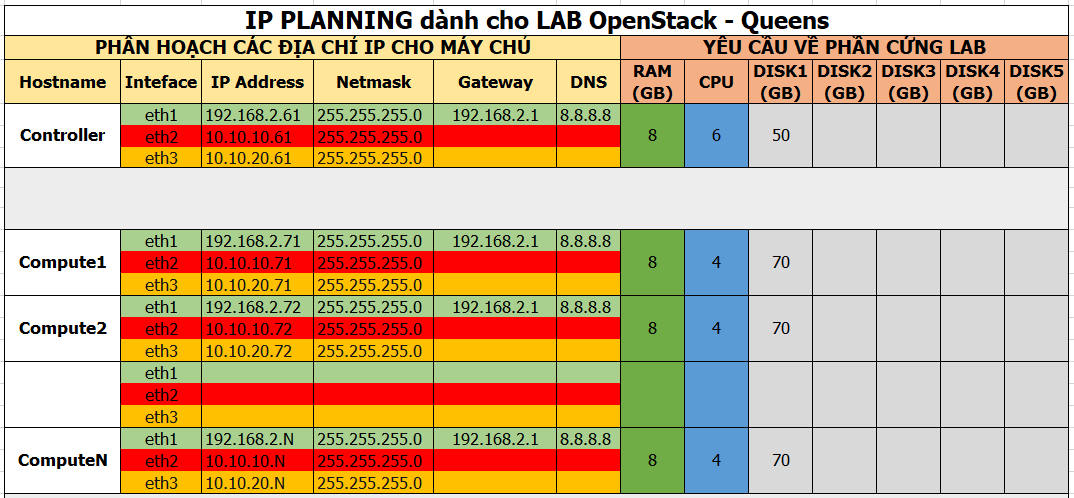 IP PLANNING dành cho LAB OpenStack - Queens
PHÂN HOẠCH CÁC ĐỊA CHỈ IP CHO MÁY CHỦ YÊU CẦU VỀ PHẦN CỨNG LAB
Hostname Inteface IP Address Netmask Gateway DNS RAM (GB) CPU DISK1 (GB) DISK2 (GB) DISK3 (GB) DISK4 (GB) DISK5 (GB)
eth1 192.168.2.61 255.255.255.0 192.168.2.1 8.8.8.8
Controller eth2 10.10.10.61 255.255.255.0 8 6 50
eth3 10.10.20.61 255.255.255.0
eth1 192.168.2.71 255.255.255.0 192.168.2.1 8.8.8.8
Compute1 eth2 10.10.10.71 255.255.255.0 8 4 70
eth3 10.10.20.71 255.255.255.0
eth1 192.168.2.72 255.255.255.0 192.168.2.1 8.8.8.8
Compute2 eth2 10.10.10.72 255.255.255.0 8 4 70
eth3 10.10.20.72 255.255.255.0
eth1
eth2
eth3
eth1 192.168.2.N 255.255.255.0 192.168.2.1 8.8.8.8
ComputeN eth2 10.10.10.N 255.255.255.0 8 4 70
eth3 10.10.20.N 255.255.255.0